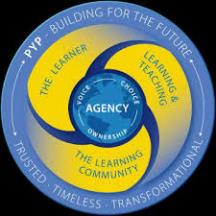 PYP · BUILDING FOR THE FUTURE
THE LEARNER
LEARNING &
TEACHING
VOICE
CHOICE
AGENCY
OWNERSHIP
THE LEARNING
COMMUNITY
TRUSTED · TIMELESS · TRANSFORMATIONAL